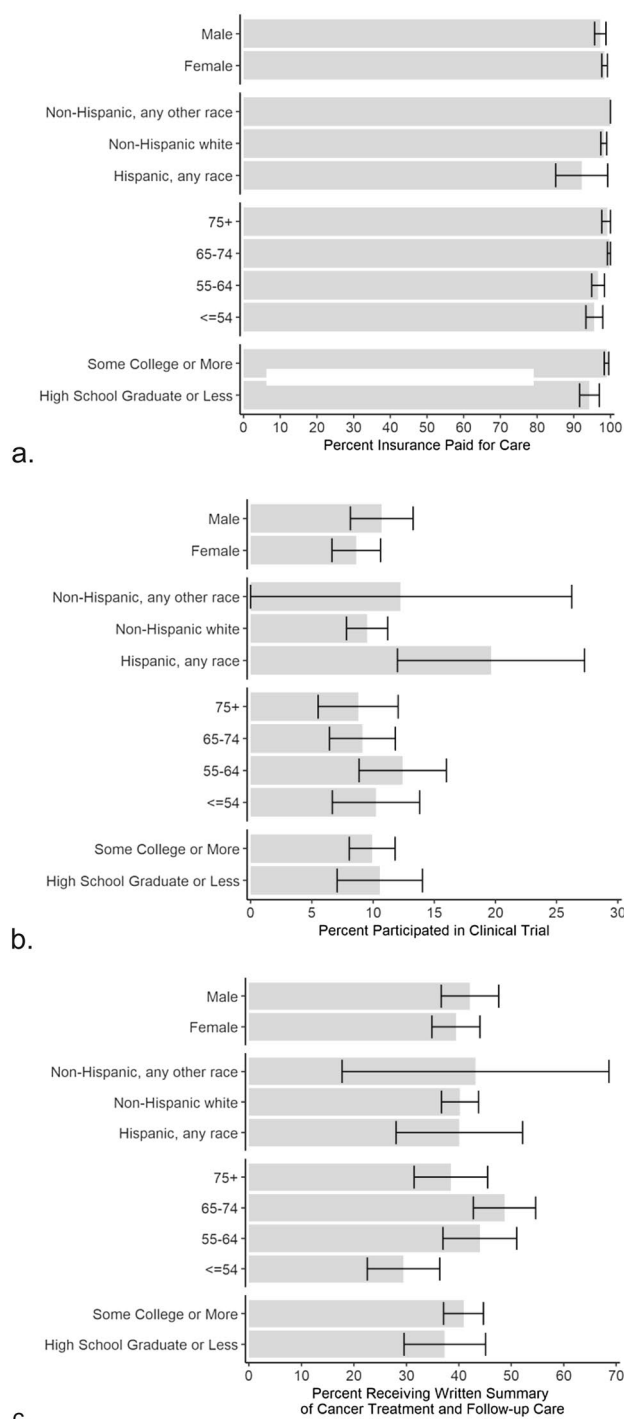 Male
Female
Non-Hispanic, any other race
Non-Hispanic white
Hispanic, any race
75+
65-74
55-64
<=54
Some College or More
High School Graduate or Less
0 10 20 30 40 50 60 70 80 90 100
Percent Insurance Paid for Care
a.
Male
Female
Non-Hispanic, any other race
Non-Hispanic white
Hispanic, any race
75+
65-74
55-64
<=54
Some College or More
High School Graduate or Less
0 5 10 15 20 25 30
Percent Participated in Clinical Trial
b.
Male
Female
Non-Hispanic, any other race
Non-Hispanic white
Hispanic, any race
75+
65-74
55-64
<=54
Some College or More
High School Graduate or Less
0 10 20 30 40 50 60 70
Percent Receiving Written Summary
of Cancer Treatment and Follow-up Care